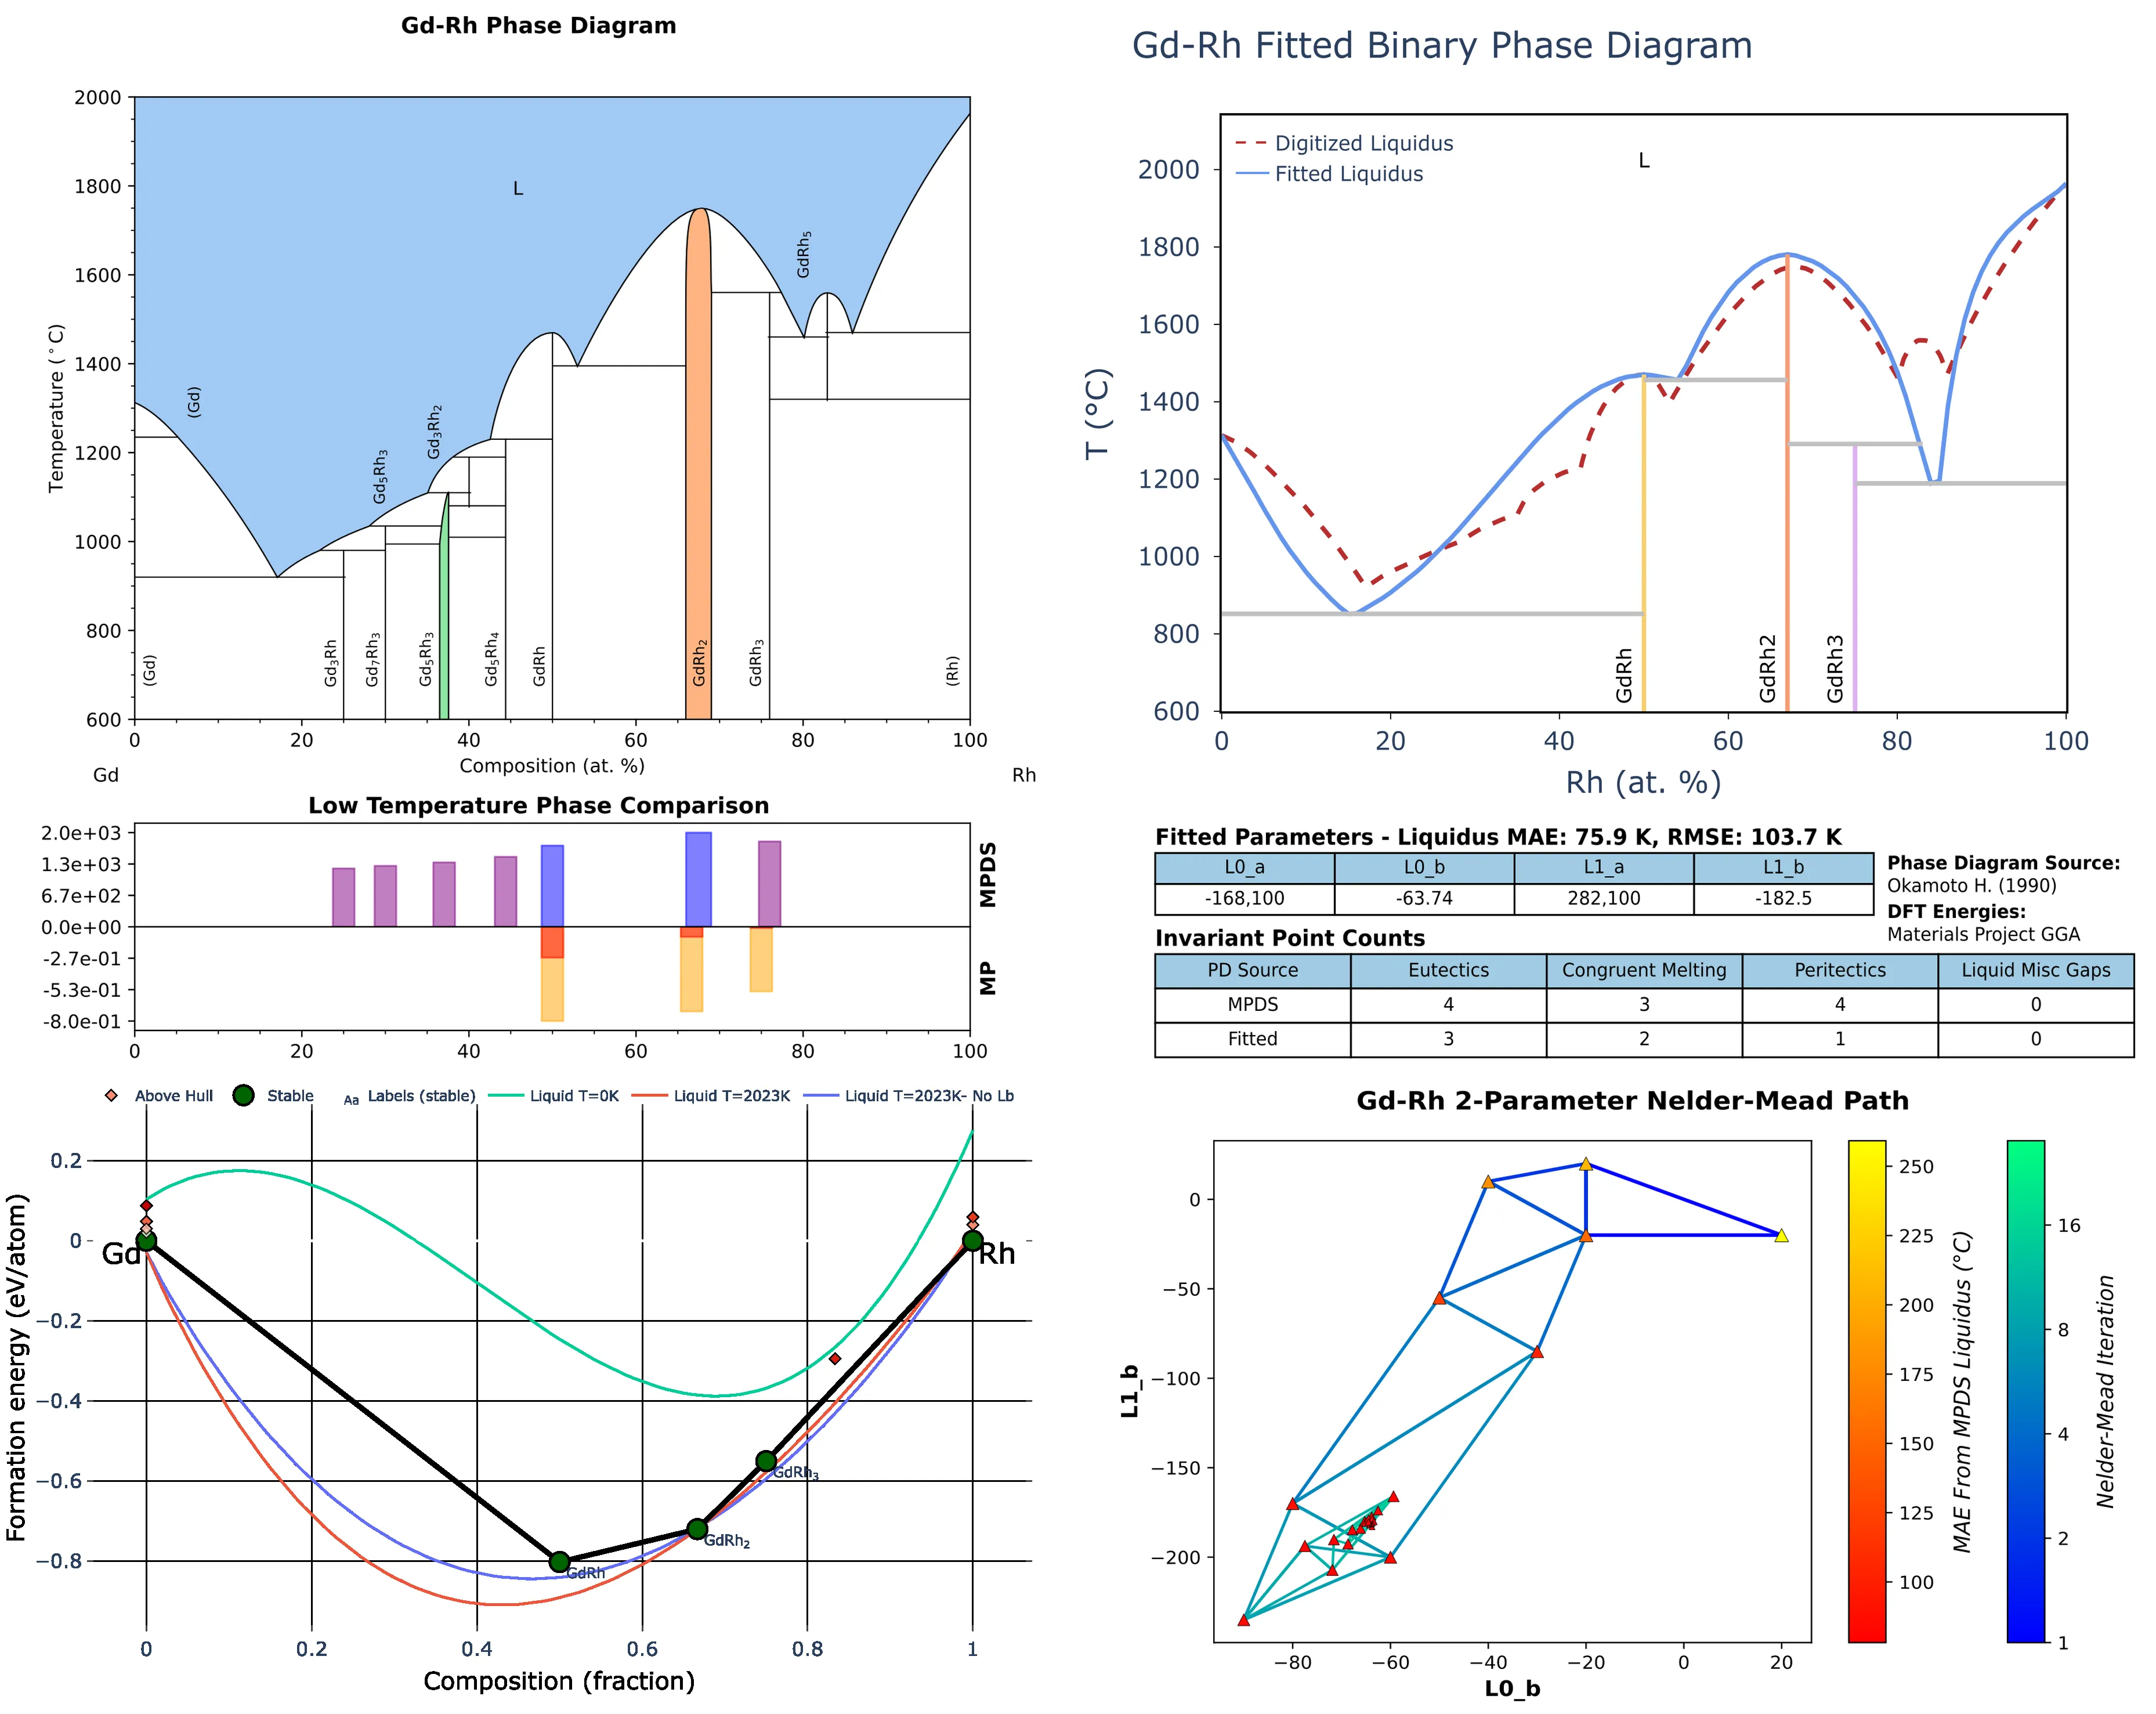 Gd-Rh Phase Diagram
2000
1800
1600
1400
1200
1000
800
600
Temperature (°C)
L
(Gd)
Gd₅Rh₃
Gd₃Rh₂
GdRh₅
(Gd)
Gd₃Rh
Gd₇Rh₃
Gd₅Rh₃
Gd₅Rh₄
GdRh
GdRh₂
GdRh₃
(Rh)
0 20 40 60 80 100
Composition (at. %)
Gd Rh
Gd-Rh Fitted Binary Phase Diagram
Digitized Liquidus
Fitted Liquidus
L
2000
1800
1600
1400
1200
1000
800
600
T (°C)
GdRh
GdRh2
GdRh3
0 20 40 60 80 100
Rh (at. %)
Low Temperature Phase Comparison
2.0e+03
1.3e+03
6.7e+02
0.0e+00
-2.7e-01
-5.3e-01
-8.0e-01
MPDS
MP
0 20 40 60 80 100
Fitted Parameters - Liquidus MAE: 75.9 K, RMSE: 103.7 K
L0_a L0_b L1_a L1_b
-168,100 -63.74 282,100 -182.5
Phase Diagram Source:
Okamoto H. (1990)
DFT Energies:
Materials Project GGA
Invariant Point Counts
PD Source Eutectics Congruent Melting Peritectics Liquid Misc Gaps
MPDS 4 3 4 0
Fitted 3 2 1 0
Above Hull Stable Aa Labels (stable) Liquid T=0K Liquid T=2023K Liquid T=2023K- No Lb
0.2
0
−0.2
−0.4
−0.6
−0.8
Formation energy (eV/atom)
Gd
Rh
GdRh₃
GdRh₂
GdRh
0 0.2 0.4 0.6 0.8 1
Composition (fraction)
Gd-Rh 2-Parameter Nelder-Mead Path
0
−50
−100
−150
−200
L1_b
−80 −60 −40 −20 0 20
L0_b
250
225
200
175
150
125
100
MAE From MPDS Liquidus (°C)
16
8
4
2
1
Nelder-Mead Iteration